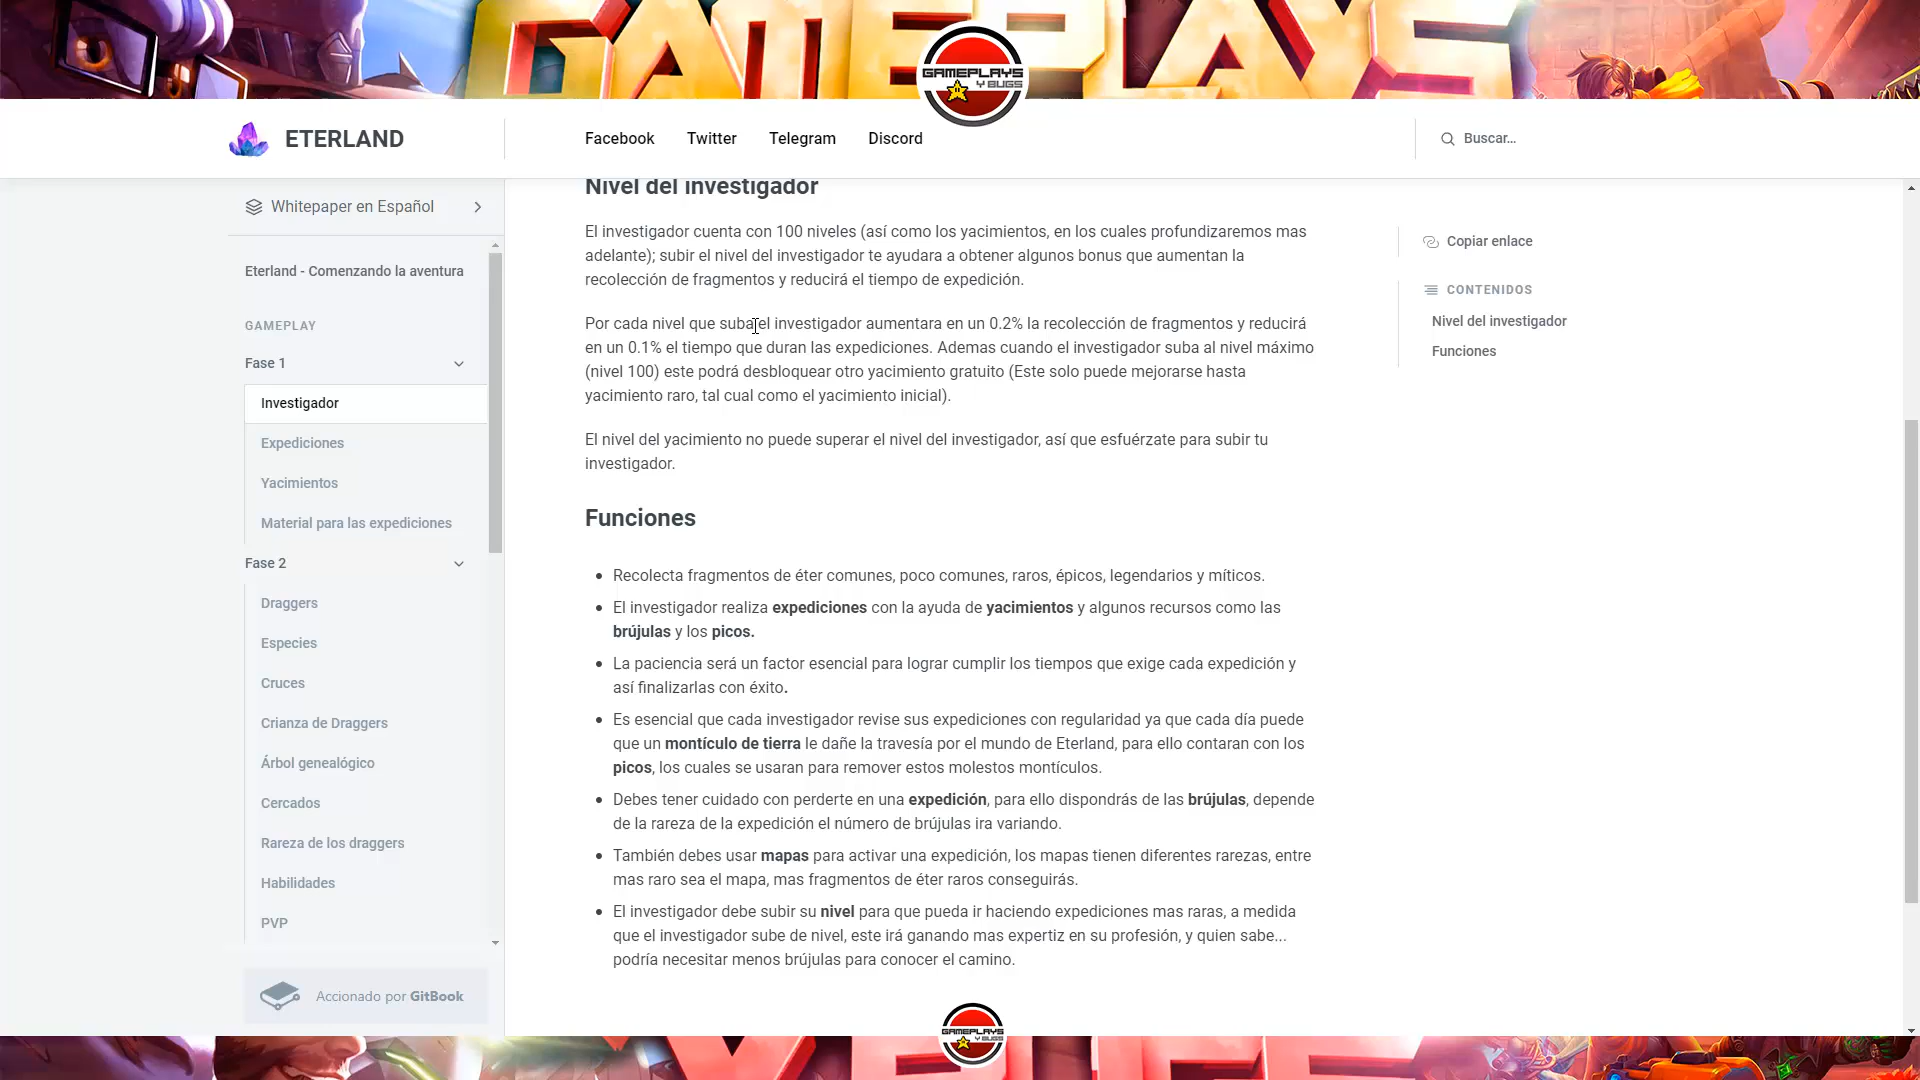 GAMEPLAYS
GAMEPLAYS
Y BUGS
ETERLAND
Facebook
Twitter
Telegram
Discord
Buscar...
Whitepaper en Español
Eterland - Comenzando la aventura
GAMEPLAY
Fase 1
Investigador
Expediciones
Yacimientos
Material para las expediciones
Fase 2
Draggers
Especies
Cruces
Crianza de Draggers
Árbol genealógico
Cercados
Rareza de los draggers
Habilidades
PVP
Accionado por GitBook
Nivel del investigador
El investigador cuenta con 100 niveles (así como los yacimientos, en los cuales profundizaremos mas
adelante); subir el nivel del investigador te ayudara a obtener algunos bonus que aumentan la
recolección de fragmentos y reducirá el tiempo de expedición.
Por cada nivel que suba el investigador aumentara en un 0.2% la recolección de fragmentos y reducirá
en un 0.1% el tiempo que duran las expediciones. Ademas cuando el investigador suba al nivel máximo
(nivel 100) este podrá desbloquear otro yacimiento gratuito (Este solo puede mejorarse hasta
yacimiento raro, tal cual como el yacimiento inicial).
El nivel del yacimiento no puede superar el nivel del investigador, así que esfuérzate para subir tu
investigador.
Funciones
Recolecta fragmentos de éter comunes, poco comunes, raros, épicos, legendarios y míticos.
El investigador realiza expediciones con la ayuda de yacimientos y algunos recursos como las
brújulas y los picos.
La paciencia será un factor esencial para lograr cumplir los tiempos que exige cada expedición y
así finalizarlas con éxito.
Es esencial que cada investigador revise sus expediciones con regularidad ya que cada día puede
que un montículo de tierra le dañe la travesía por el mundo de Eterland, para ello contaran con los
picos, los cuales se usaran para remover estos molestos montículos.
Debes tener cuidado con perderte en una expedición, para ello dispondrás de las brújulas, depende
de la rareza de la expedición el número de brújulas ira variando.
También debes usar mapas para activar una expedición, los mapas tienen diferentes rarezas, entre
mas raro sea el mapa, mas fragmentos de éter raros conseguirás.
El investigador debe subir su nivel para que pueda ir haciendo expediciones mas raras, a medida
que el investigador sube de nivel, este irá ganando mas expertiz en su profesión, y quien sabe...
podría necesitar menos brújulas para conocer el camino.
Copiar enlace
CONTENIDOS
Nivel del investigador
Funciones
GAMEPLAYS
Y BUGS